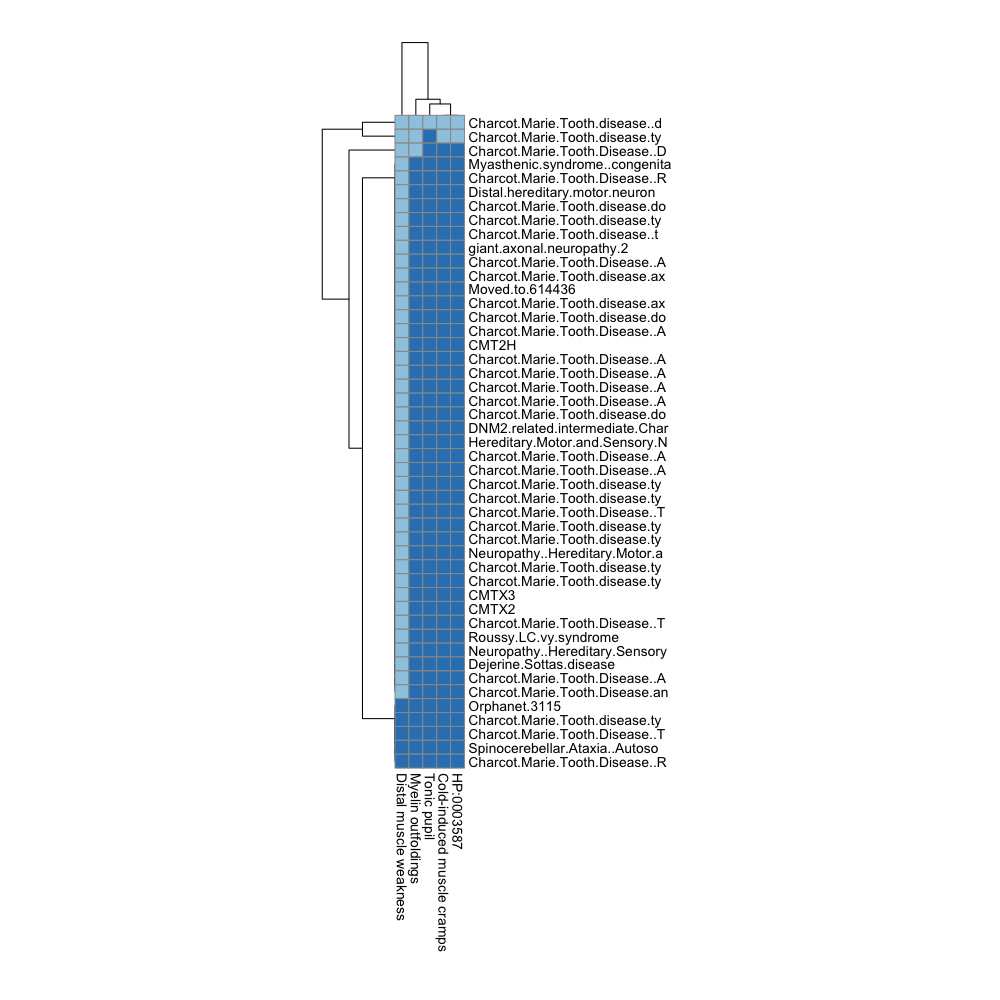 Charcot.Marie.Tooth.disease..d
Charcot.Marie.Tooth.disease.ty
Charcot.Marie.Tooth.Disease..D
Myasthenic.syndrome..congenita
Charcot.Marie.Tooth.Disease..R
Distal.hereditary.motor.neuron
Charcot.Marie.Tooth.disease.do
Charcot.Marie.Tooth.disease.ty
Charcot.Marie.Tooth.disease..t
giant.axonal.neuropathy.2
Charcot.Marie.Tooth.Disease..A
Charcot.Marie.Tooth.disease.ax
Moved.to.614436
Charcot.Marie.Tooth.disease.ax
Charcot.Marie.Tooth.disease.do
Charcot.Marie.Tooth.Disease..A
CMT2H
Charcot.Marie.Tooth.Disease..A
Charcot.Marie.Tooth.Disease..A
Charcot.Marie.Tooth.Disease..A
Charcot.Marie.Tooth.Disease..A
Charcot.Marie.Tooth.disease.do
DNM2.related.intermediate.Char
Hereditary.Motor.and.Sensory.N
Charcot.Marie.Tooth.Disease..A
Charcot.Marie.Tooth.Disease..A
Charcot.Marie.Tooth.disease.ty
Charcot.Marie.Tooth.disease.ty
Charcot.Marie.Tooth.Disease..T
Charcot.Marie.Tooth.disease.ty
Charcot.Marie.Tooth.disease.ty
Neuropathy..Hereditary.Motor.a
Charcot.Marie.Tooth.disease.ty
Charcot.Marie.Tooth.disease.ty
CMTX3
CMTX2
Charcot.Marie.Tooth.Disease..T
Roussy.LC.vy.syndrome
Neuropathy..Hereditary.Sensory
Dejerine.Sottas.disease
Charcot.Marie.Tooth.Disease..A
Charcot.Marie.Tooth.Disease.an
Orphanet.3115
Charcot.Marie.Tooth.disease.ty
Charcot.Marie.Tooth.Disease..T
Spinocerebellar.Ataxia..Autoso
Charcot.Marie.Tooth.Disease..R
Distal muscle weakness
Myelin outfoldings
Tonic pupil
Cold-induced muscle cramps
HP:0003587